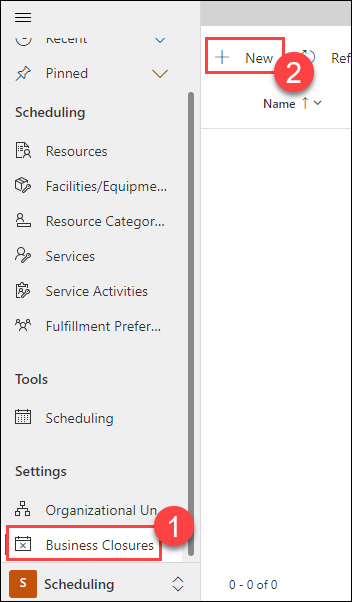 Recent
Pinned
Scheduling
Resources
Facilities/Equipme...
Resource Categor...
Services
Service Activities
Fulfillment Prefer...
Tools
Scheduling
Settings
Organizational Un
1
Business Closures
S Scheduling
+ New
Ref
2
Name ↑
0 - 0 of 0